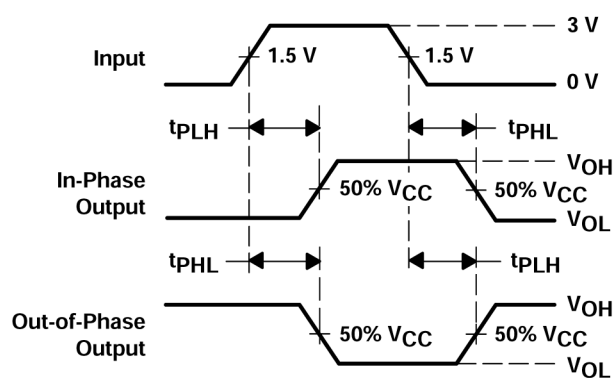 3 V
Input
1.5 V
1.5 V
0 V
tPLH
tPHL
In-Phase
Output
50% VCC
VOH
50% VCC
VOL
tPHL
tPLH
Out-of-Phase
Output
50% VCC
VOH
50% VCC
VOL